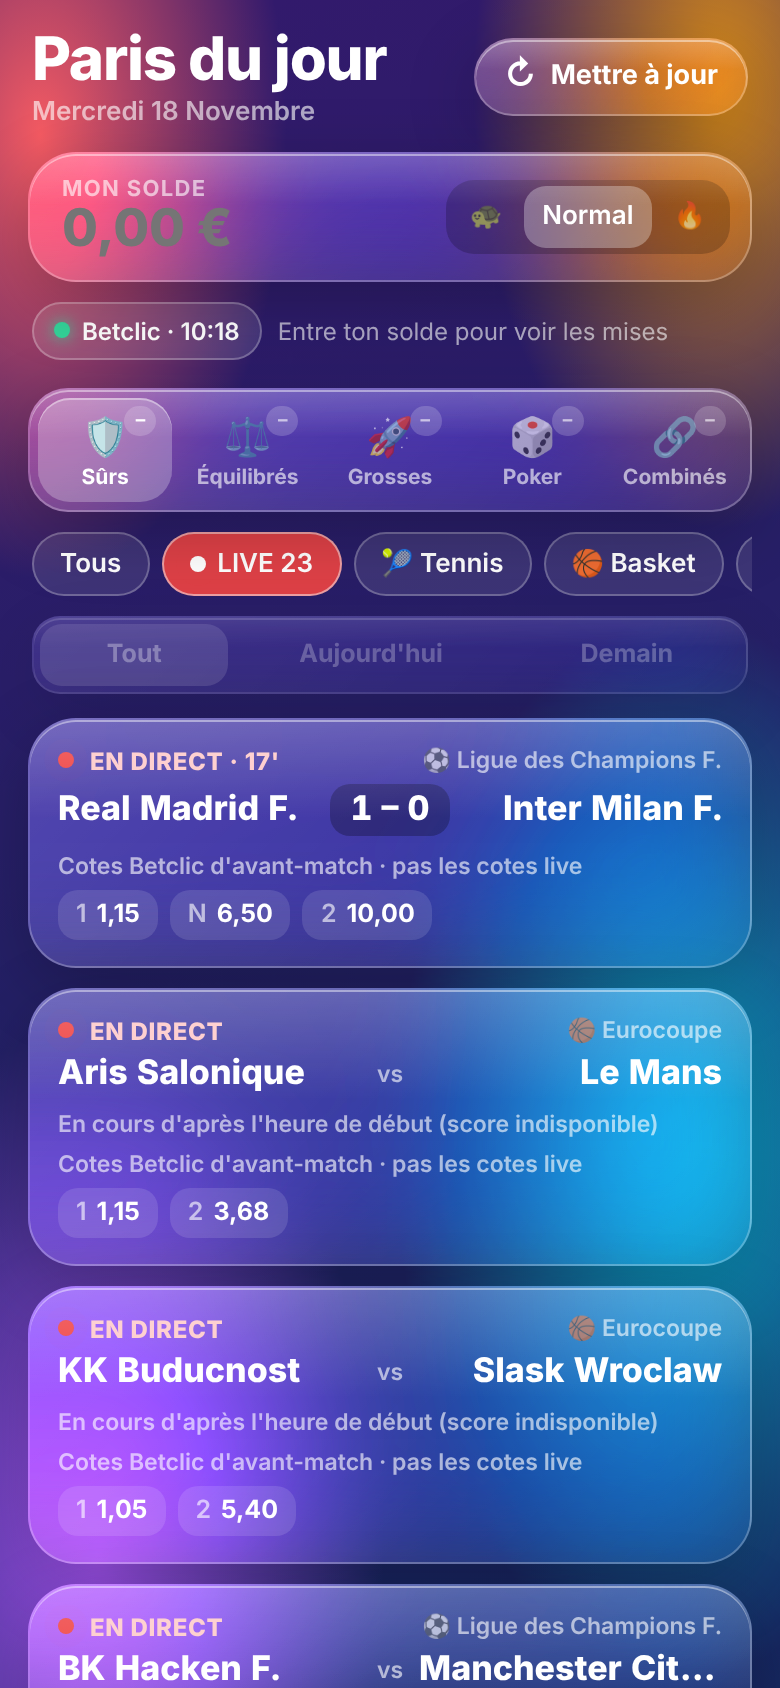 Paris du jour
Mettre à jour
Mercredi 18 Novembre
MON SOLDE
0,00 €
Normal
Betclic · 10:18
Entre ton solde pour voir les mises
Sûrs
Équilibrés
Grosses
Poker
Combinés
Tous
LIVE 23
Tennis
Basket
Tout
Aujourd'hui
Demain
EN DIRECT · 17'
Ligue des Champions F.
Real Madrid F.
1 – 0
Inter Milan F.
Cotes Betclic d'avant-match · pas les cotes live
1 1,15
N 6,50
2 10,00
EN DIRECT
Eurocoupe
Aris Salonique
vs
Le Mans
En cours d'après l'heure de début (score indisponible)
Cotes Betclic d'avant-match · pas les cotes live
1 1,15
2 3,68
EN DIRECT
Eurocoupe
KK Buducnost
vs
Slask Wroclaw
En cours d'après l'heure de début (score indisponible)
Cotes Betclic d'avant-match · pas les cotes live
1 1,05
2 5,40
EN DIRECT
Ligue des Champions F.
BK Hacken F.
vs
Manchester Cit...